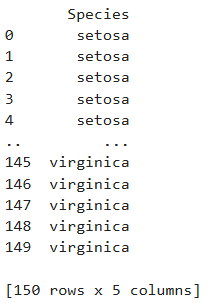 Species
0 setosa
1 setosa
2 setosa
3 setosa
4 setosa
.. ...
145 virginica
146 virginica
147 virginica
148 virginica
149 virginica
[150 rows x 5 columns]